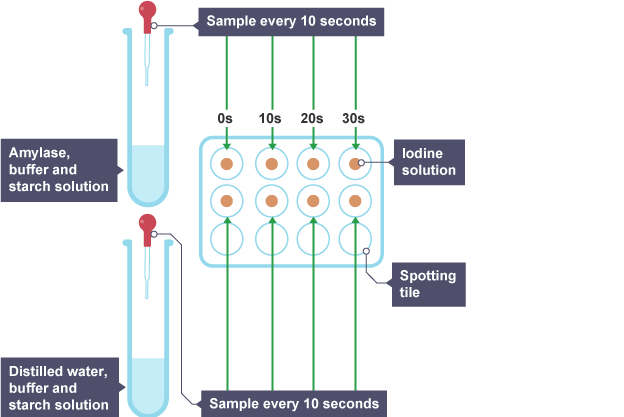 Sample every 10 seconds
0s 10s 20s 30s
Amylase,
buffer and
starch solution
Iodine
solution
Spotting
tile
Distilled water,
buffer and
starch solution
Sample every 10 seconds